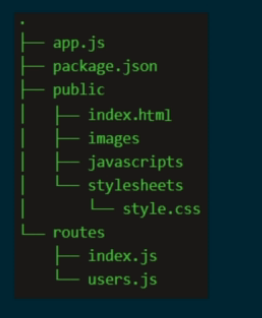 .
├── app.js
├── package.json
├── public
│   ├── index.html
│   ├── images
│   ├── javascripts
│   └── stylesheets
│       └── style.css
└── routes
    ├── index.js
    └── users.js